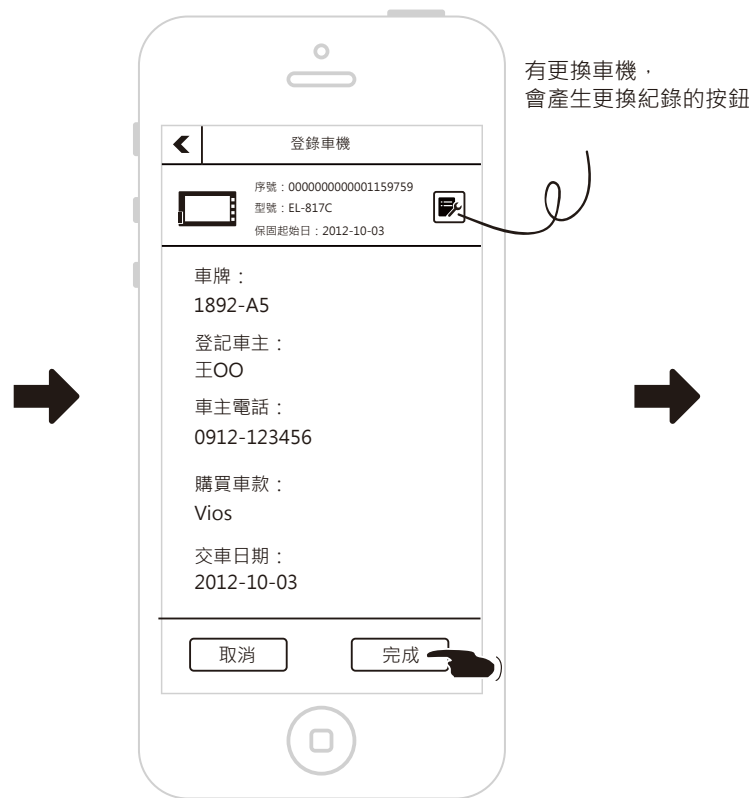 有更換車機，
會產生更換紀錄的按鈕
登錄車機
序號：0000000000001159759
型號：EL-817C
保固起始日：2012-10-03
車牌：
1892-A5
登記車主：
王OO
車主電話：
0912-123456
購買車款：
Vios
交車日期：
2012-10-03
取消
完成